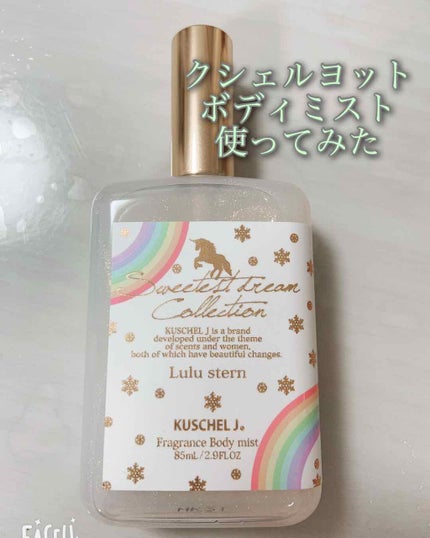 クシェルヨット
ボディミスト
使ってみた
Sweetest dream
Collection
KUSCHEL J is a brand
developed under the theme
of scents and women,
both of which have beautiful changes.
Lulu stern
KUSCHEL J。
Fragrance Body mist
85mL/2.9FLOZ